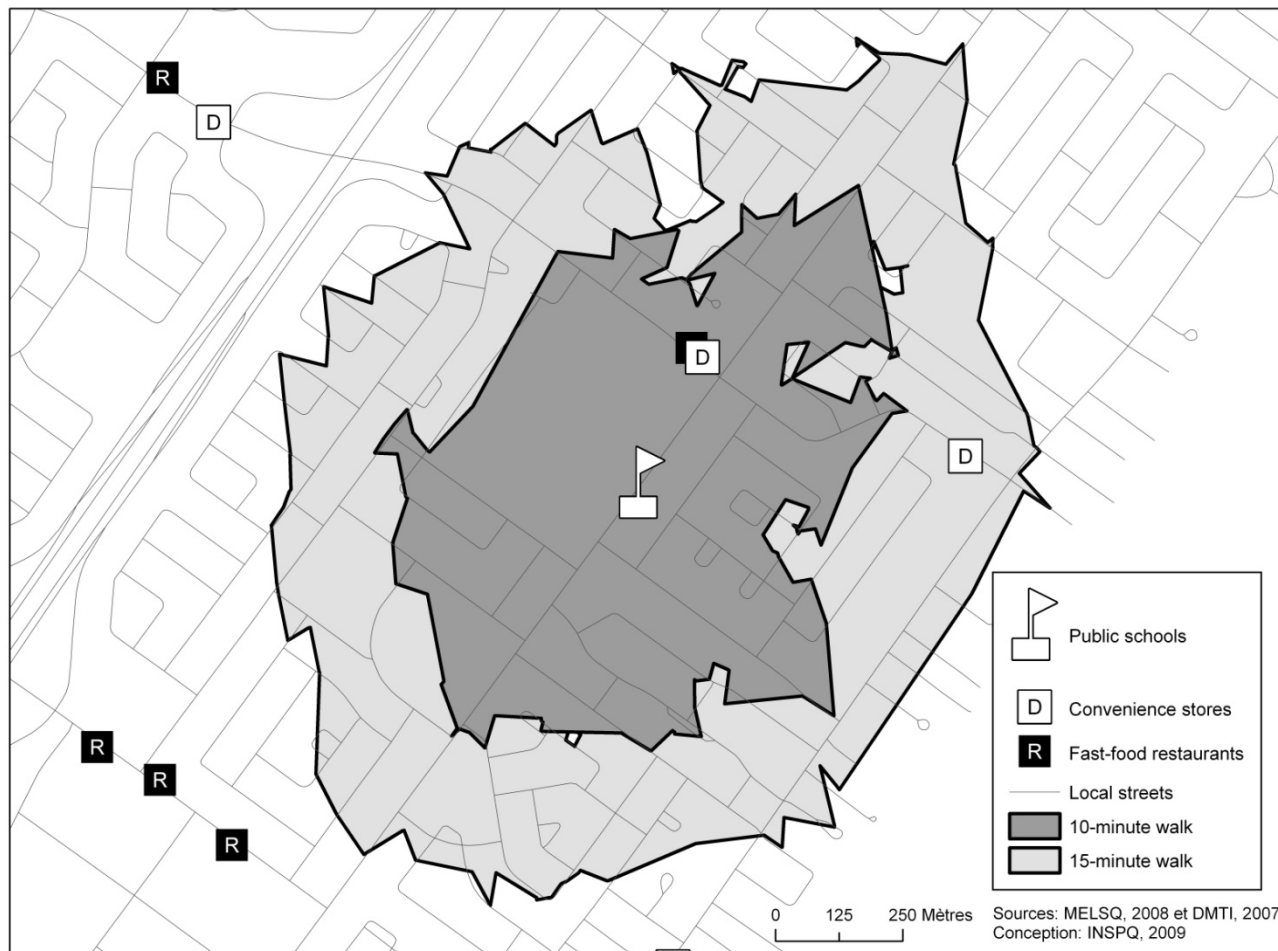 R
D
D
D
R
R
R
Public schools
D Convenience stores
R Fast-food restaurants
Local streets
10-minute walk
15-minute walk
0 125 250 Mètres
Sources: MELSQ, 2008 et DMTI, 2007
Conception: INSPQ, 2009